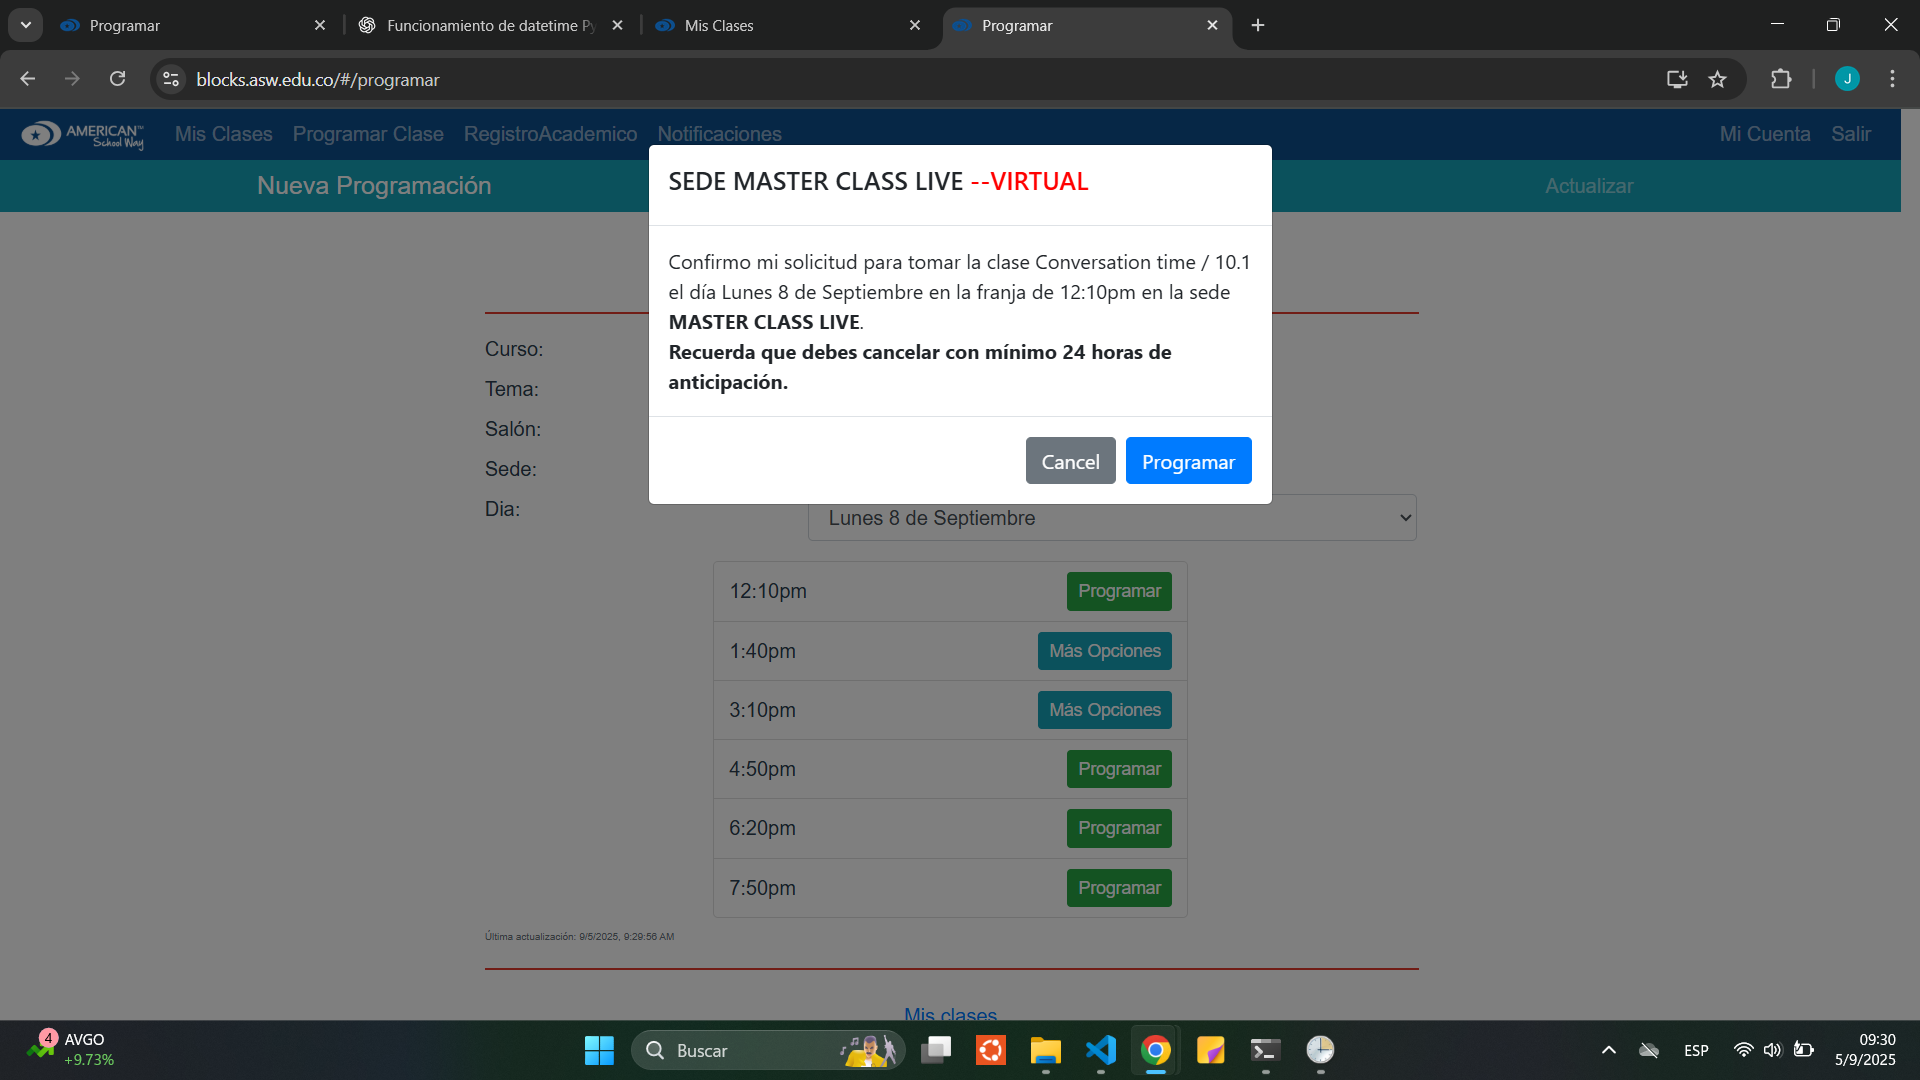 Programar
Funcionamiento de datetime Py
Mis Clases
Programar
blocks.asw.edu.co/#/programar
J
AMERICAN School Way
Mis Clases Programar Clase RegistroAcademico Notificaciones Mi Cuenta Salir
Nueva Programación
Actualizar
SEDE MASTER CLASS LIVE --VIRTUAL
Confirmo mi solicitud para tomar la clase Conversation time / 10.1
el día Lunes 8 de Septiembre en la franja de 12:10pm en la sede
MASTER CLASS LIVE.
Recuerda que debes cancelar con mínimo 24 horas de
anticipación.
Cancel Programar
Curso:
Tema:
Salón:
Sede:
Dia:
Lunes 8 de Septiembre
12:10pm Programar
1:40pm Más Opciones
3:10pm Más Opciones
4:50pm Programar
6:20pm Programar
7:50pm Programar
Última actualización: 9/5/2025, 9:29:56 AM
Mis clases
4
AVGO
+9.73%
Buscar
ESP
09:30
5/9/2025